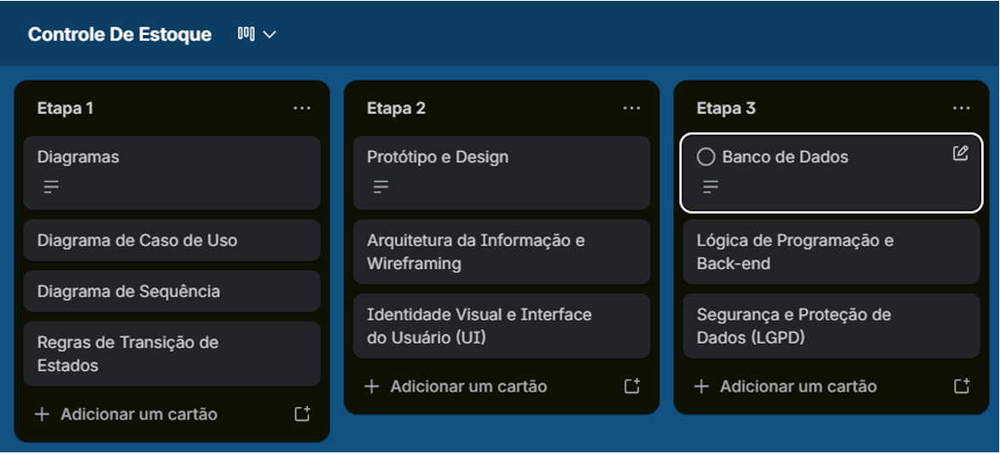 Controle De Estoque
Etapa 1
Diagramas
Diagrama de Caso de Uso
Diagrama de Sequência
Regras de Transição de
Estados
Adicionar um cartão
Etapa 2
Protótipo e Design
Arquitetura da Informação e
Wireframing
Identidade Visual e Interface
do Usuário (UI)
Adicionar um cartão
Etapa 3
Banco de Dados
Lógica de Programação e
Back-end
Segurança e Proteção de
Dados (LGPD)
Adicionar um cartão